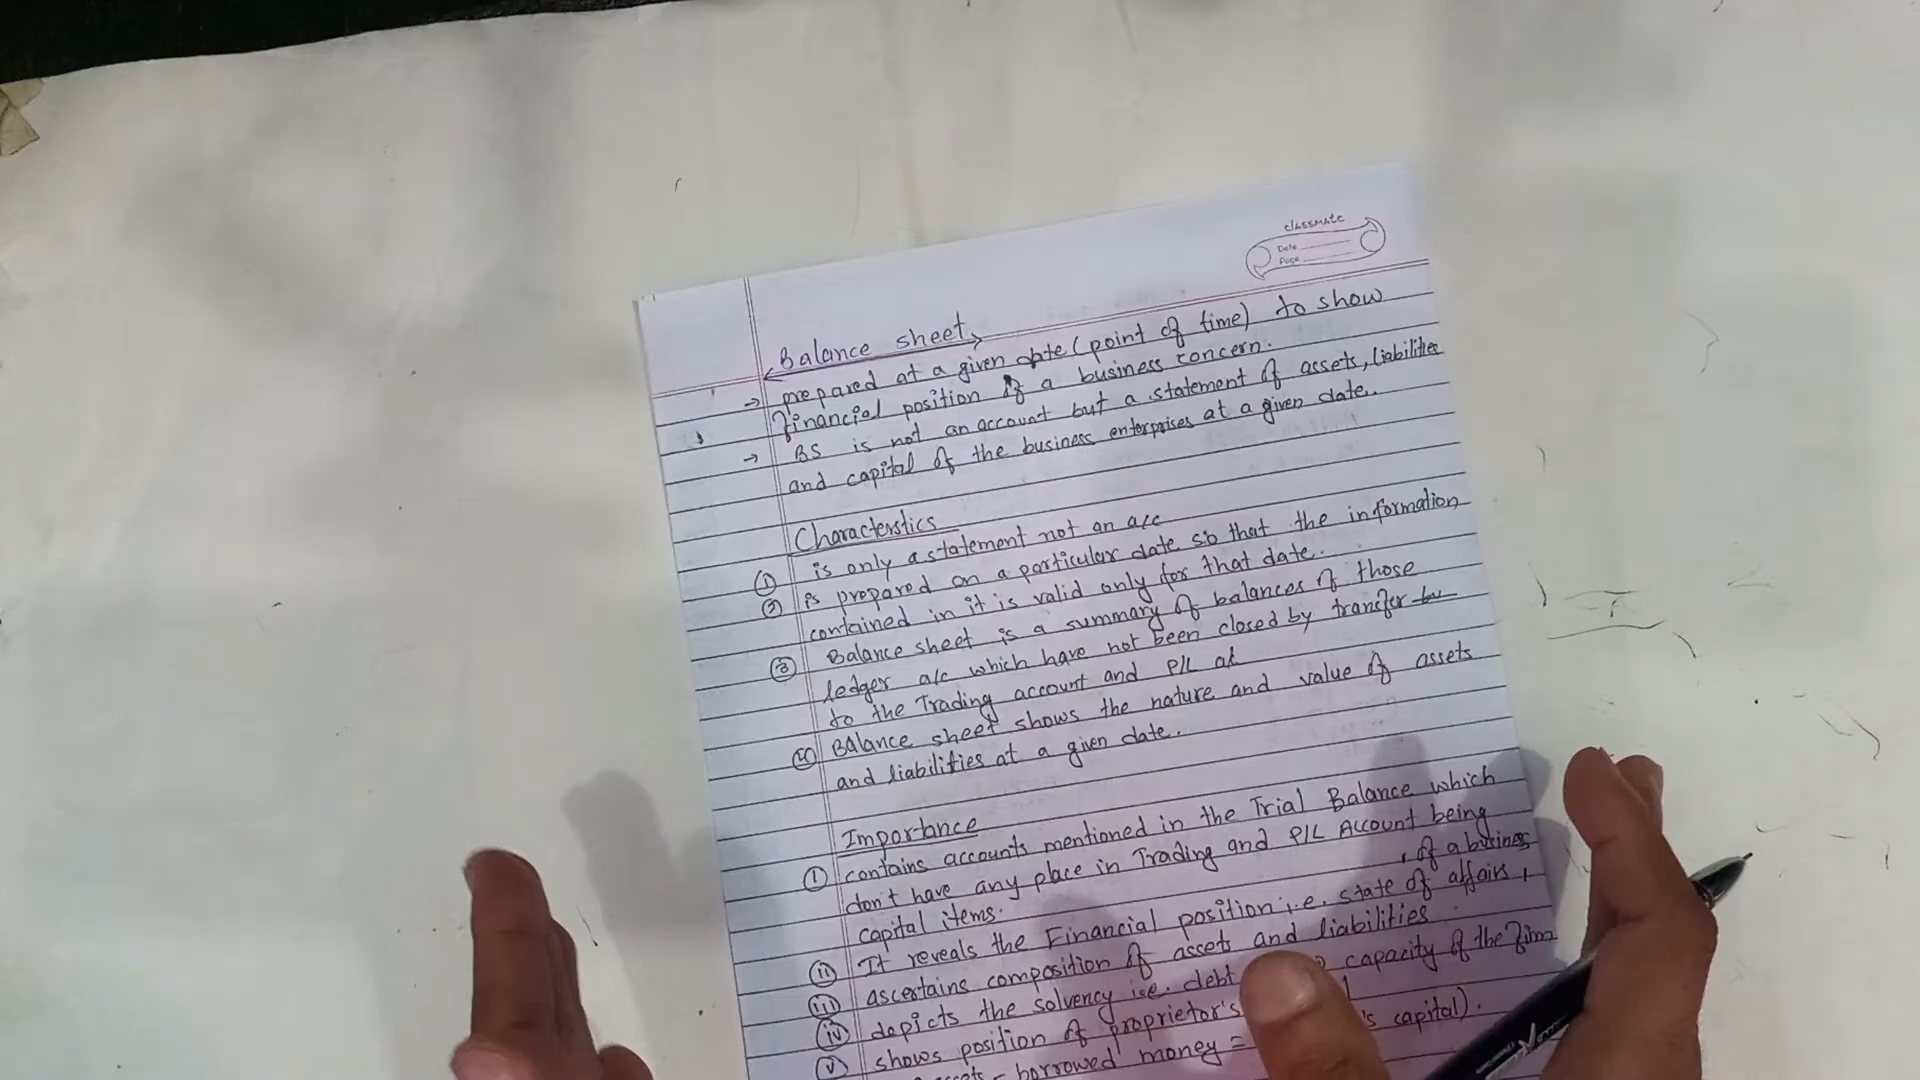 classmate
Date
Page
Balance sheet
→ prepared at a given date (point of time) to show
financial position of a business concern.
→ BS is not an account but a statement of assets, liabilities
and capital of the business enterprises at a given date.
Characterstics
① is only a statement not an a/c
② is prepared on a particular date so that the information
contained in it is valid only for that date.
③ Balance sheet is a summary of balances of those
ledger a/c which have not been closed by transfer
to the Trading account and P/L a/c
④ Balance sheet shows the nature and value of assets
and liabilities at a given date.
Importance
① contains accounts mentioned in the Trial Balance which
don't have any place in Trading and P/L Account being
capital items.
ii It reveals the Financial position i.e. state of affairs, of a business
iii ascertains composition of assets and liabilities
iv depicts the solvency i.e. debt capacity of the firm
v shows position of proprietor's 's capital).
- borrowed money =